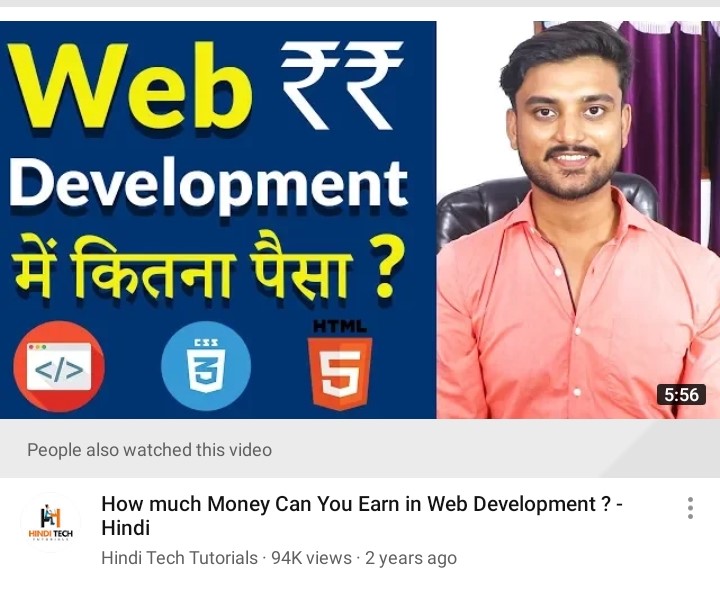 Web ₹₹
Development
में कितना पैसा ?
</>
CSS
3
HTML
5
5:56
People also watched this video
How much Money Can You Earn in Web Development ? -
Hindi
HINDI TECH
TUTORIALS
Hindi Tech Tutorials · 94K views · 2 years ago